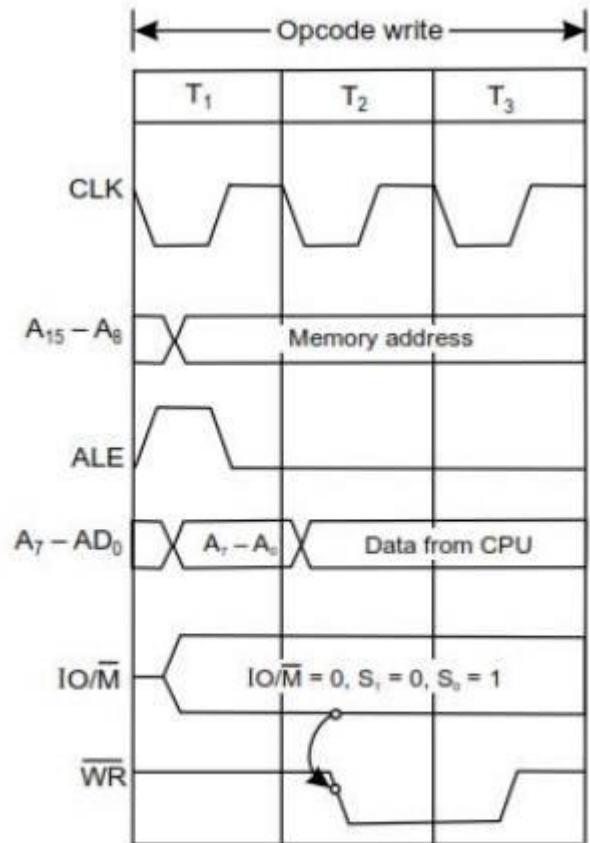 Opcode write
T₁ T₂ T₃
CLK
A₁₅ – A₈ Memory address
ALE
A₇ – AD₀ A₇ – A₀ Data from CPU
IO/M̅ IO/M̅ = 0, S₁ = 0, S₀ = 1
W̅R̅